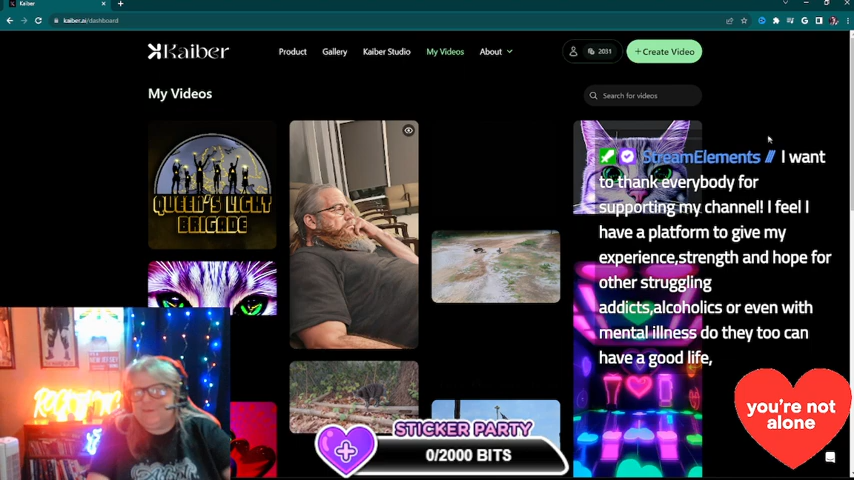 Kaiber
kaiber.ai/dashboard
Kaiber
Product
Gallery
Kaiber Studio
My Videos
About
2031
+ Create Video
My Videos
Search for videos
QUEEN'S LIGHT
BRIGADE
StreamElements // I want
to thank everybody for
supporting my channel! I feel I
have a platform to give my
experience,strength and hope for
other struggling
addicts,alcoholics or even with
mental illness do they too can
have a good life,
you're not
alone
STICKER PARTY
0/2000 BITS